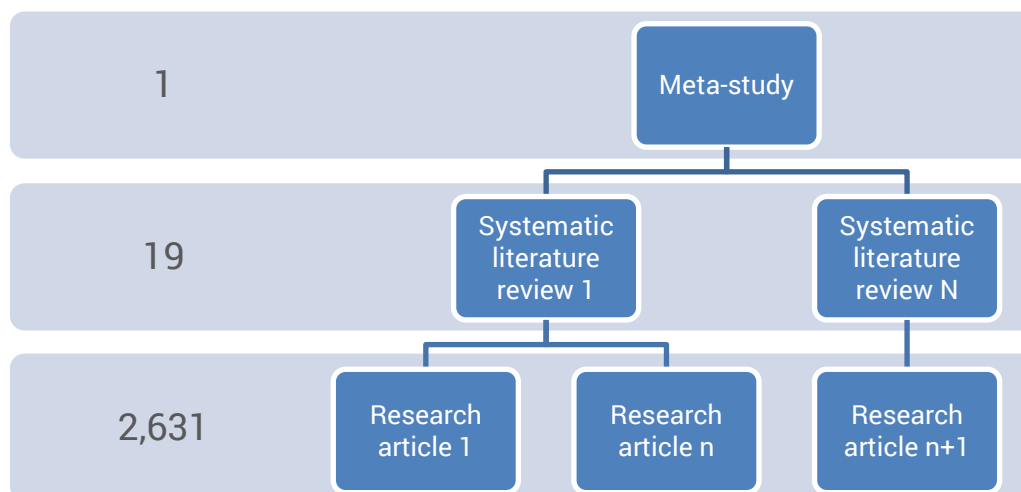 1
Meta-study
19
Systematic
literature
review 1
Systematic
literature
review N
2,631
Research
article 1
Research
article n
Research
article n+1